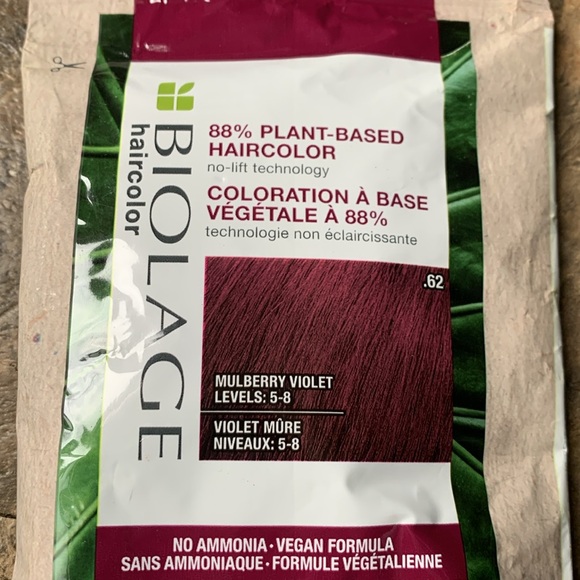 BIOLAGE
haircolor
88% PLANT-BASED
HAIRCOLOR
no-lift technology
COLORATION À BASE
VÉGÉTALE À 88%
technologie non éclaircissante
.62
MULBERRY VIOLET
LEVELS: 5-8
VIOLET MÛRE
NIVEAUX: 5-8
NO AMMONIA · VEGAN FORMULA
SANS AMMONIAQUE · FORMULE VÉGÉTALIENNE